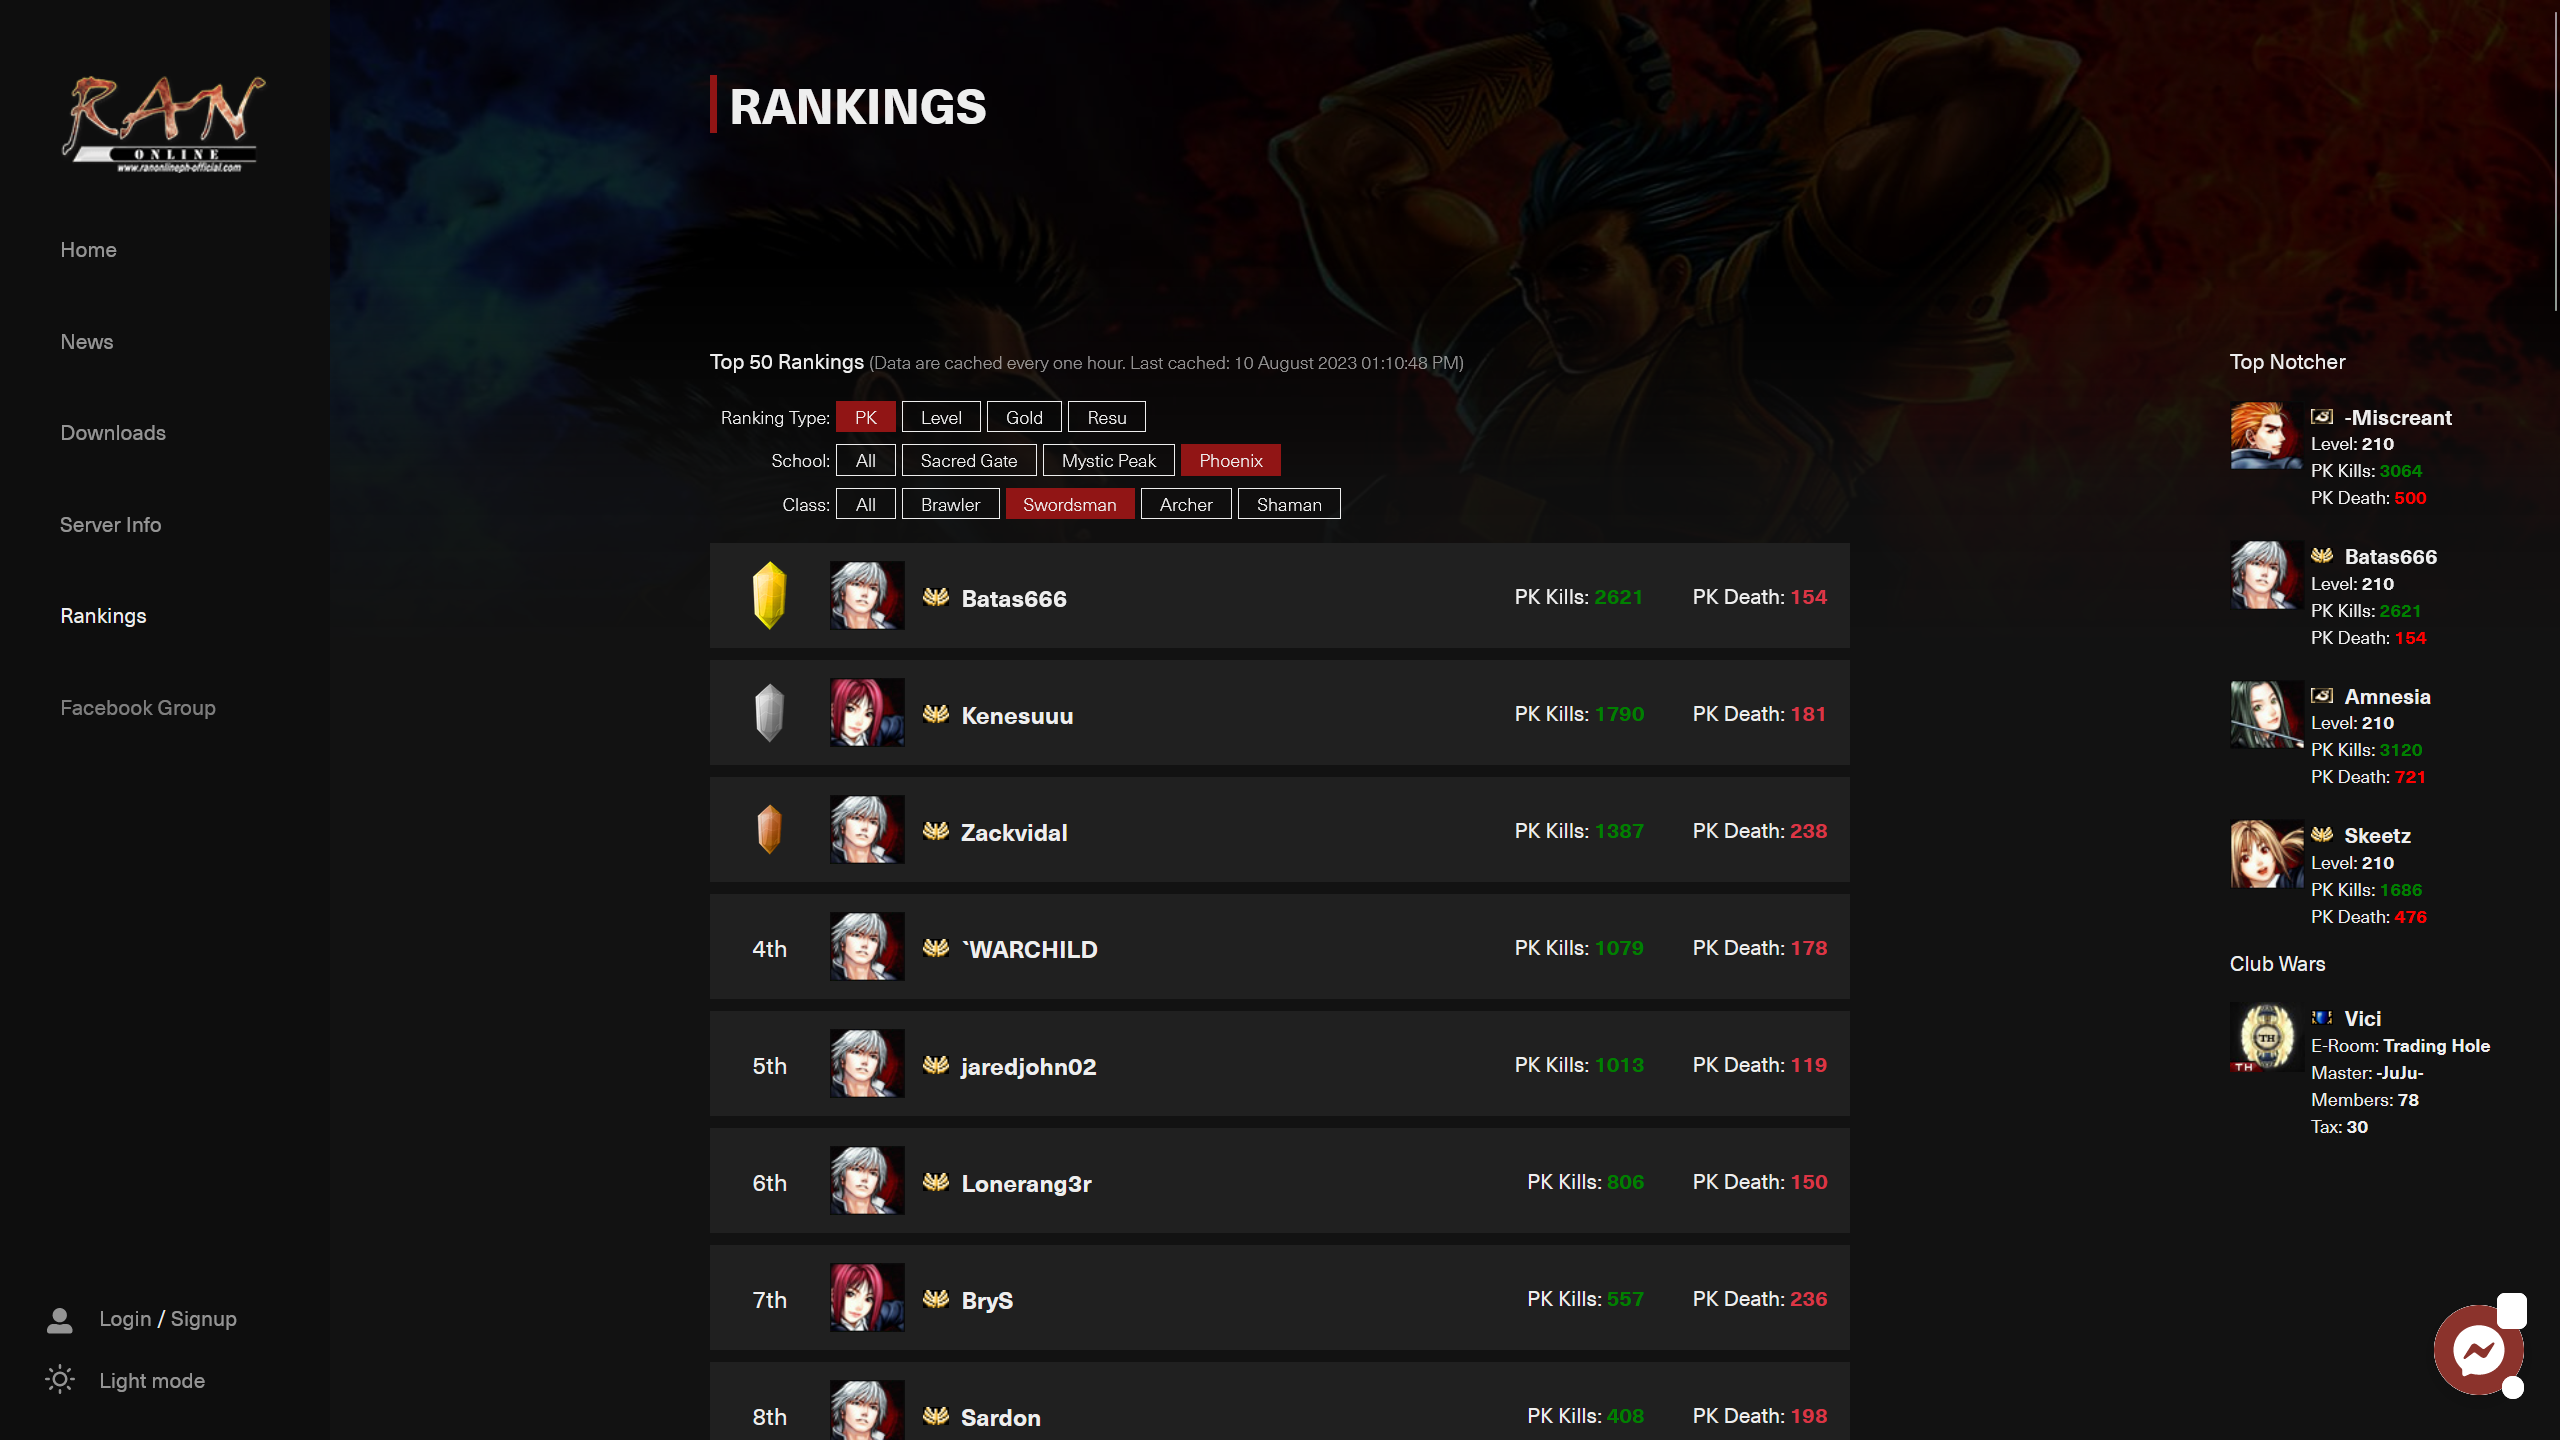 RAN
ONLINE
www.ranonlineph-official.com
Home
News
Downloads
Server Info
Rankings
Facebook Group
Login / Signup
Light mode
RANKINGS
Top 50 Rankings (Data are cached every one hour. Last cached: 10 August 2023 01:10:48 PM)
Ranking Type: PK Level Gold Resu
School: All Sacred Gate Mystic Peak Phoenix
Class: All Brawler Swordsman Archer Shaman
Batas666 PK Kills: 2621 PK Death: 154
Kenesuuu PK Kills: 1790 PK Death: 181
Zackvidal PK Kills: 1387 PK Death: 238
4th `WARCHILD PK Kills: 1079 PK Death: 178
5th jaredjohn02 PK Kills: 1013 PK Death: 119
6th Lonerang3r PK Kills: 806 PK Death: 150
7th BryS PK Kills: 557 PK Death: 236
8th Sardon PK Kills: 408 PK Death: 198
Top Notcher
-Miscreant
Level: 210
PK Kills: 3064
PK Death: 500
Batas666
Level: 210
PK Kills: 2621
PK Death: 154
Amnesia
Level: 210
PK Kills: 3120
PK Death: 721
Skeetz
Level: 210
PK Kills: 1686
PK Death: 476
Club Wars
TH
TH
Vici
E-Room: Trading Hole
Master: -JuJu-
Members: 78
Tax: 30